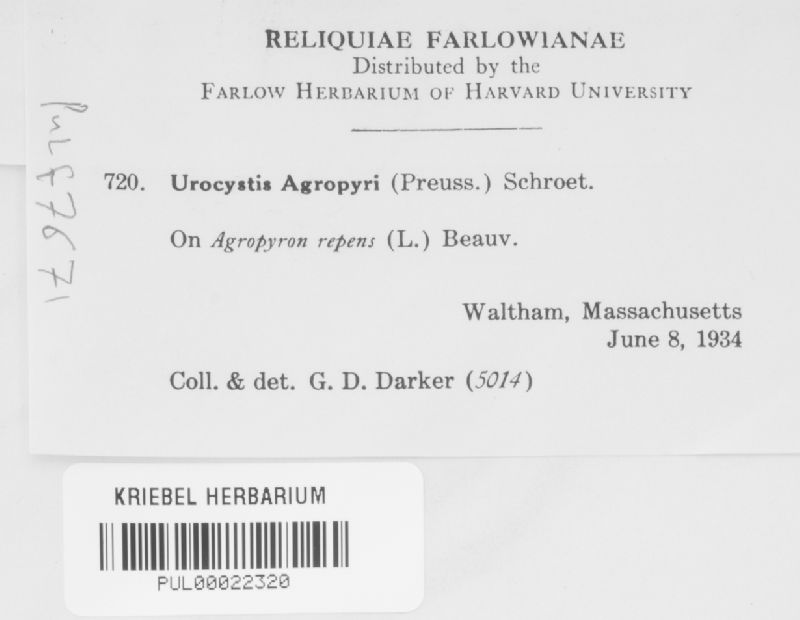 RELIQUIAE FARLOWIANAE
Distributed by the
FARLOW HERBARIUM OF HARVARD UNIVERSITY
720. Urocystis Agropyri (Preuss.) Schroet.
On Agropyron repens (L.) Beauv.
Waltham, Massachusetts
June 8, 1934
Coll. & det. G. D. Darker (5014)
KRIEBEL HERBARIUM
PUL00022320